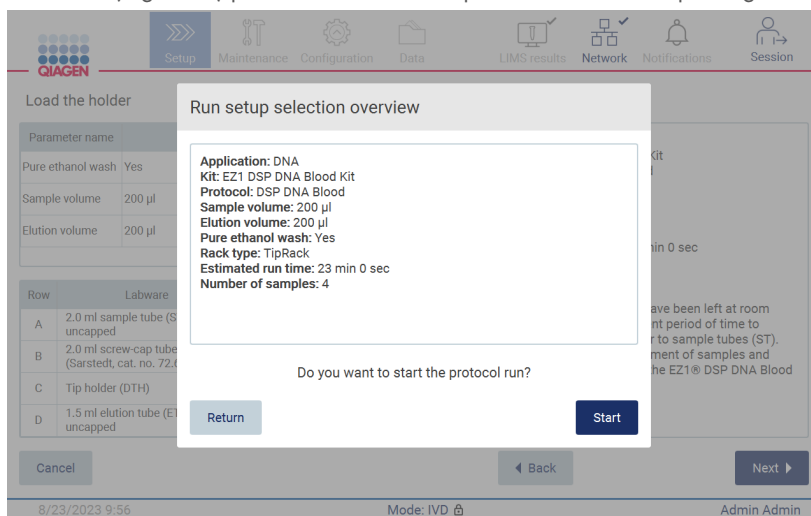 QIAGEN
Setup
Maintenance
Configuration
Data
LIMS results
Network
Notifications
Session
Load the holder
Parameter name
Pure ethanol wash Yes
Sample volume 200 µl
Elution volume 200 µl
Row Labware
A 2.0 ml sample tube (S
uncapped
B 2.0 ml screw-cap tube
(Sarstedt, cat. no. 72.6
C Tip holder (DTH)
D 1.5 ml elution tube (ET
uncapped
Run setup selection overview
Application: DNA
Kit: EZ1 DSP DNA Blood Kit
Protocol: DSP DNA Blood
Sample volume: 200 µl
Elution volume: 200 µl
Pure ethanol wash: Yes
Rack type: TipRack
Estimated run time: 23 min 0 sec
Number of samples: 4
Do you want to start the protocol run?
Return
Start
Kit
in 0 sec
ave been left at room
nt period of time to
r to sample tubes (ST).
ment of samples and
he EZ1® DSP DNA Blood
Cancel
Back
Next
8/23/2023 9:56
Mode: IVD
Admin Admin